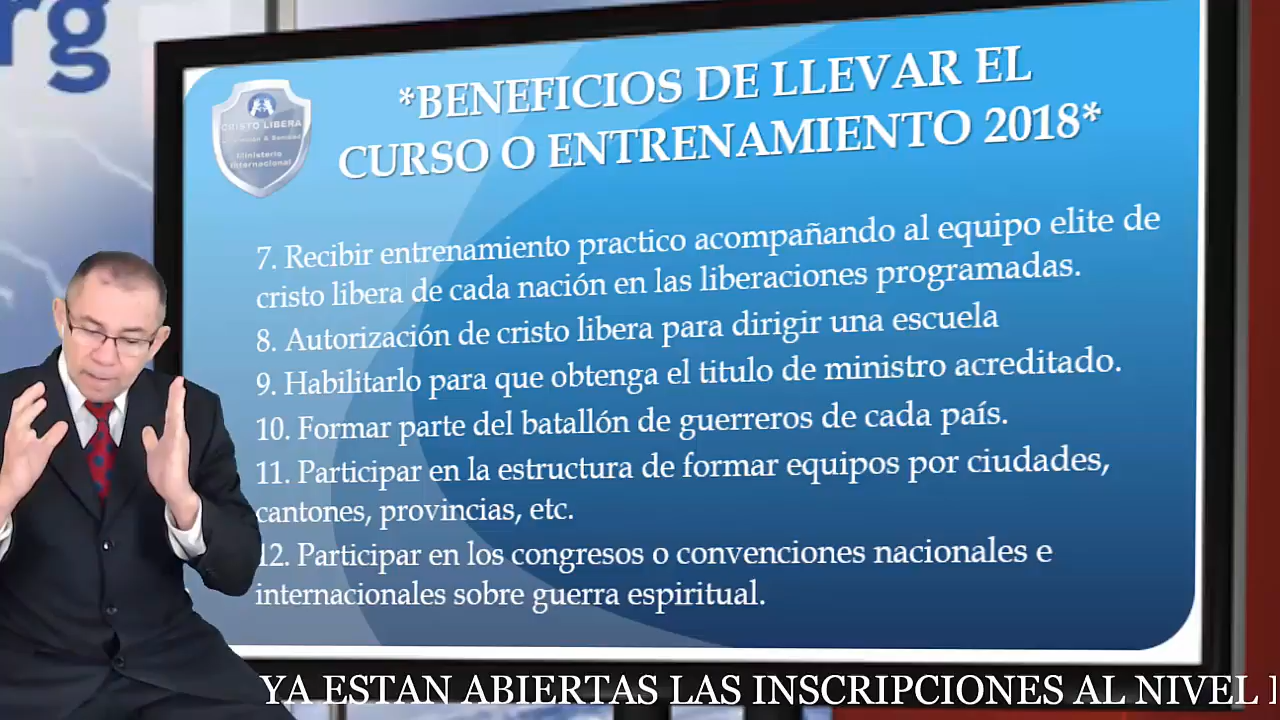 rg
CRISTO LIBERA
Ministerio
Internacional
*BENEFICIOS DE LLEVAR EL
CURSO O ENTRENAMIENTO 2018*
7. Recibir entrenamiento practico acompañando al equipo elite de
cristo libera de cada nación en las liberaciones programadas.
8. Autorización de cristo libera para dirigir una escuela
9. Habilitarlo para que obtenga el titulo de ministro acreditado.
10. Formar parte del batallón de guerreros de cada país.
11. Participar en la estructura de formar equipos por ciudades,
cantones, provincias, etc.
12. Participar en los congresos o convenciones nacionales e
internacionales sobre guerra espiritual.
YA ESTAN ABIERTAS LAS INSCRIPCIONES AL NIVEL